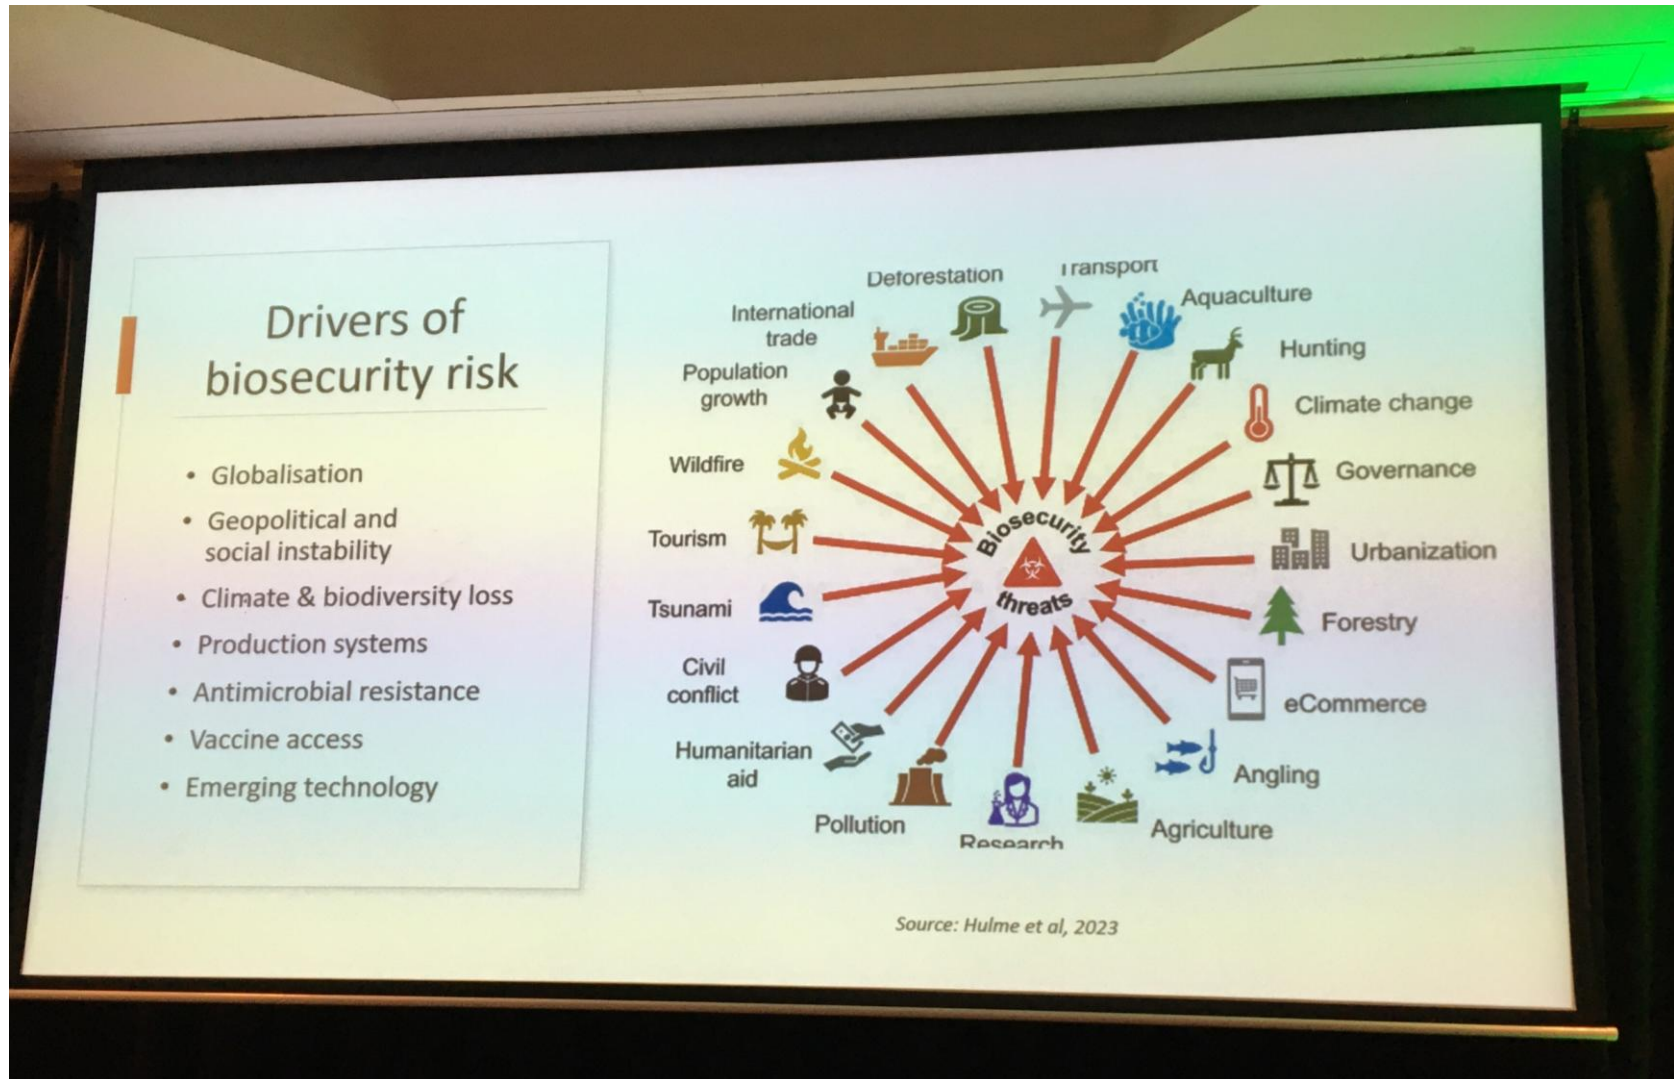 Drivers of
biosecurity risk
• Globalisation
• Geopolitical and
social instability
• Climate & biodiversity loss
• Production systems
• Antimicrobial resistance
• Vaccine access
• Emerging technology
Deforestation
Transport
International
trade
Aquaculture
Population
growth
Hunting
Climate change
Wildfire
Governance
Tourism
Urbanization
Tsunami
Forestry
Civil
conflict
eCommerce
Humanitarian
aid
Angling
Pollution
Research
Agriculture
Biosecurity
threats
Source: Hulme et al, 2023